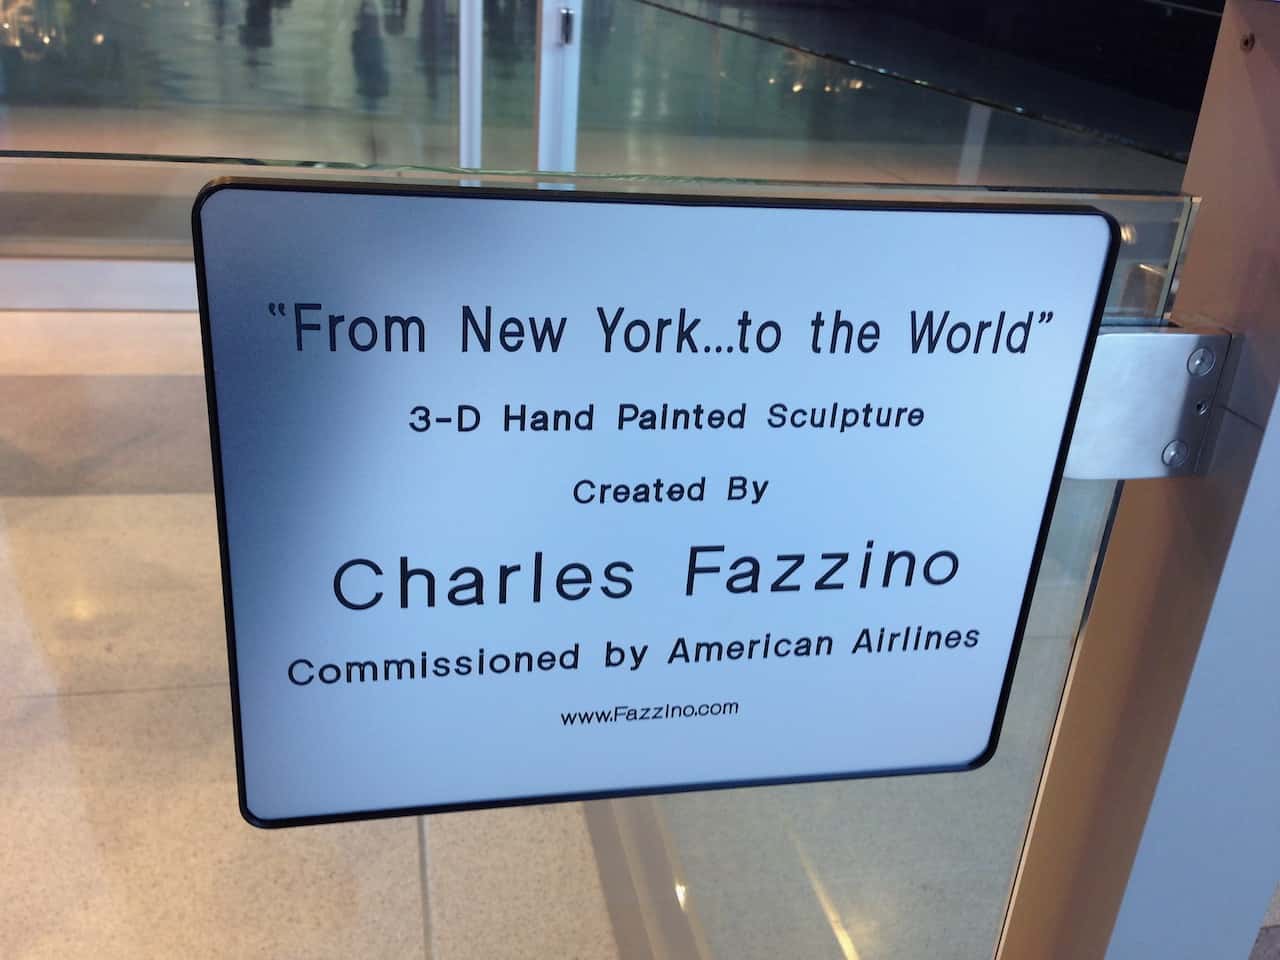 “From New York...to the World”
3-D Hand Painted Sculpture
Created By
Charles Fazzino
Commissioned by American Airlines
www.Fazzino.com